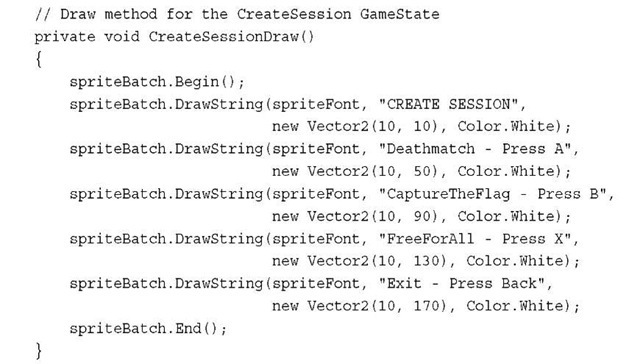 // Draw method for the CreateSession GameState
private void CreateSessionDraw()
{
    spriteBatch.Begin();
    spriteBatch.DrawString(spriteFont, "CREATE SESSION",
                           new Vector2(10, 10), Color.White);
    spriteBatch.DrawString(spriteFont, "Deathmatch - Press A",
                           new Vector2(10, 50), Color.White);
    spriteBatch.DrawString(spriteFont, "CaptureTheFlag - Press B",
                           new Vector2(10, 90), Color.White);
    spriteBatch.DrawString(spriteFont, "FreeForAll - Press X",
                           new Vector2(10, 130), Color.White);
    spriteBatch.DrawString(spriteFont, "Exit - Press Back",
                           new Vector2(10, 170), Color.White);
    spriteBatch.End();
}